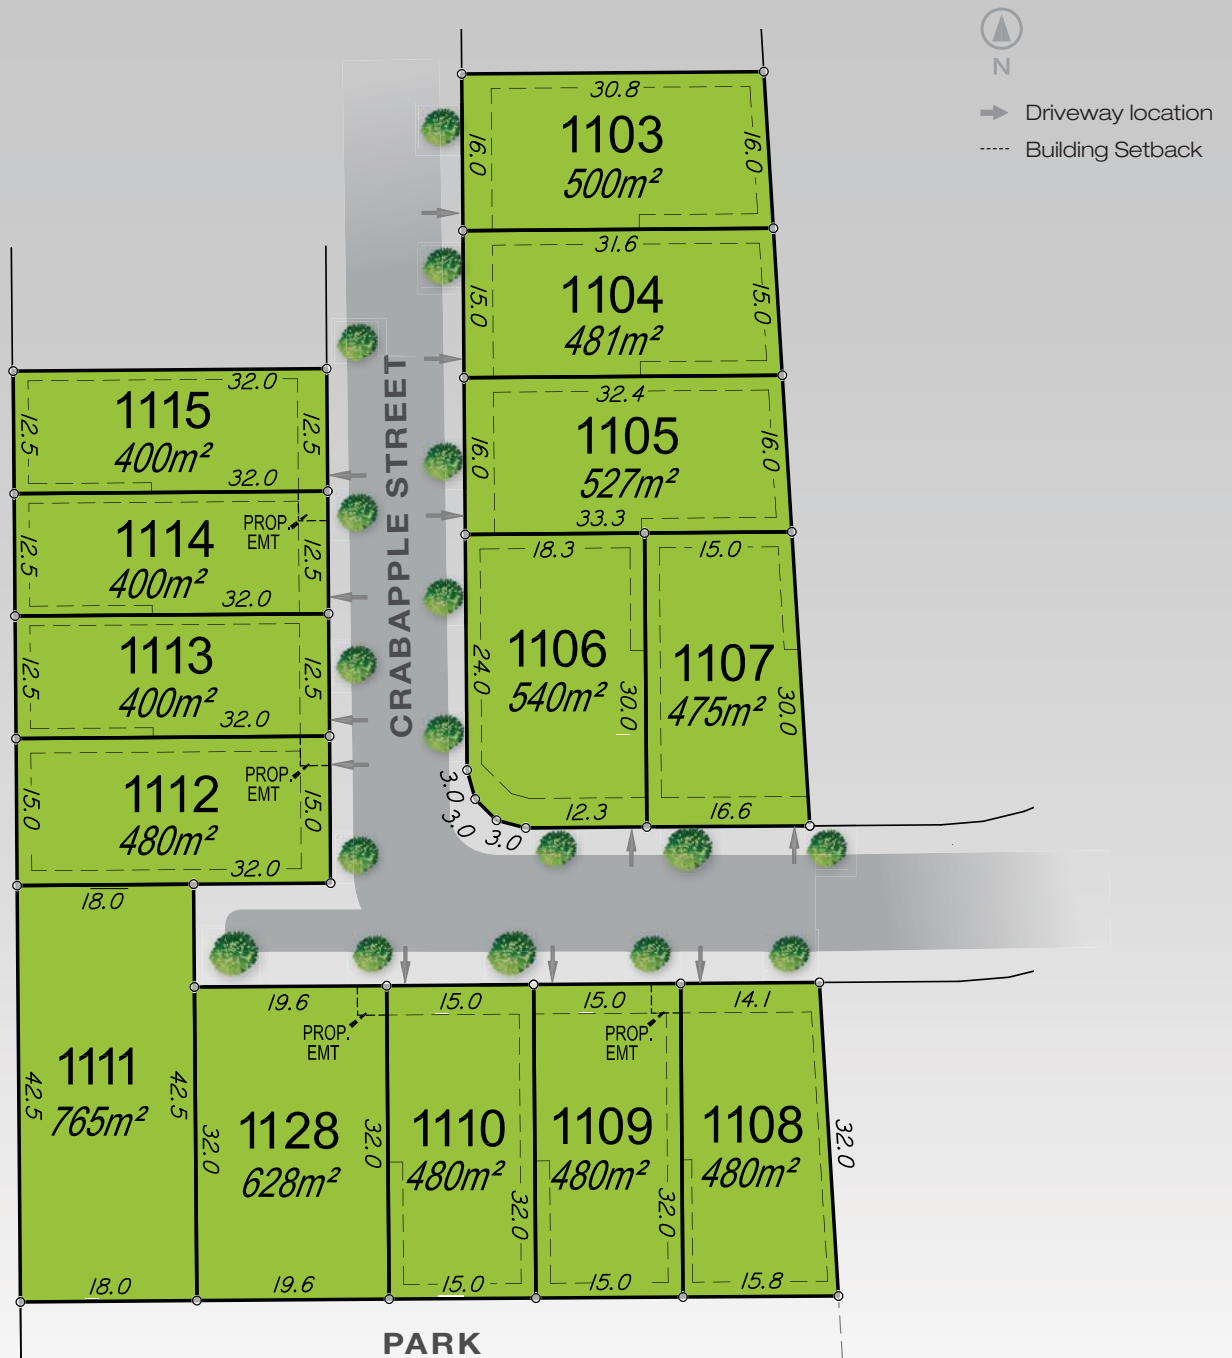 N
Driveway location
Building Setback
30.8
1103
500m²
16.0
16.0
31.6
1104
481m²
15.0
15.0
32.4
1105
527m²
16.0
16.0
33.3
18.3
1106
540m²
24.0
30.0
12.3
3.0
3.0
3.0
15.0
1107
475m²
30.0
16.6
CRABAPPLE STREET
32.0
1115
400m²
12.5
12.5
32.0
PROP.
EMT
1114
400m²
12.5
12.5
32.0
1113
400m²
12.5
12.5
32.0
PROP.
EMT
1112
480m²
15.0
15.0
32.0
18.0
1111
765m²
42.5
42.5
18.0
19.6
PROP.
EMT
1128
628m²
32.0
32.0
19.6
15.0
1110
480m²
32.0
15.0
15.0
PROP.
EMT
1109
480m²
32.0
15.0
14.1
1108
480m²
32.0
15.8
PARK